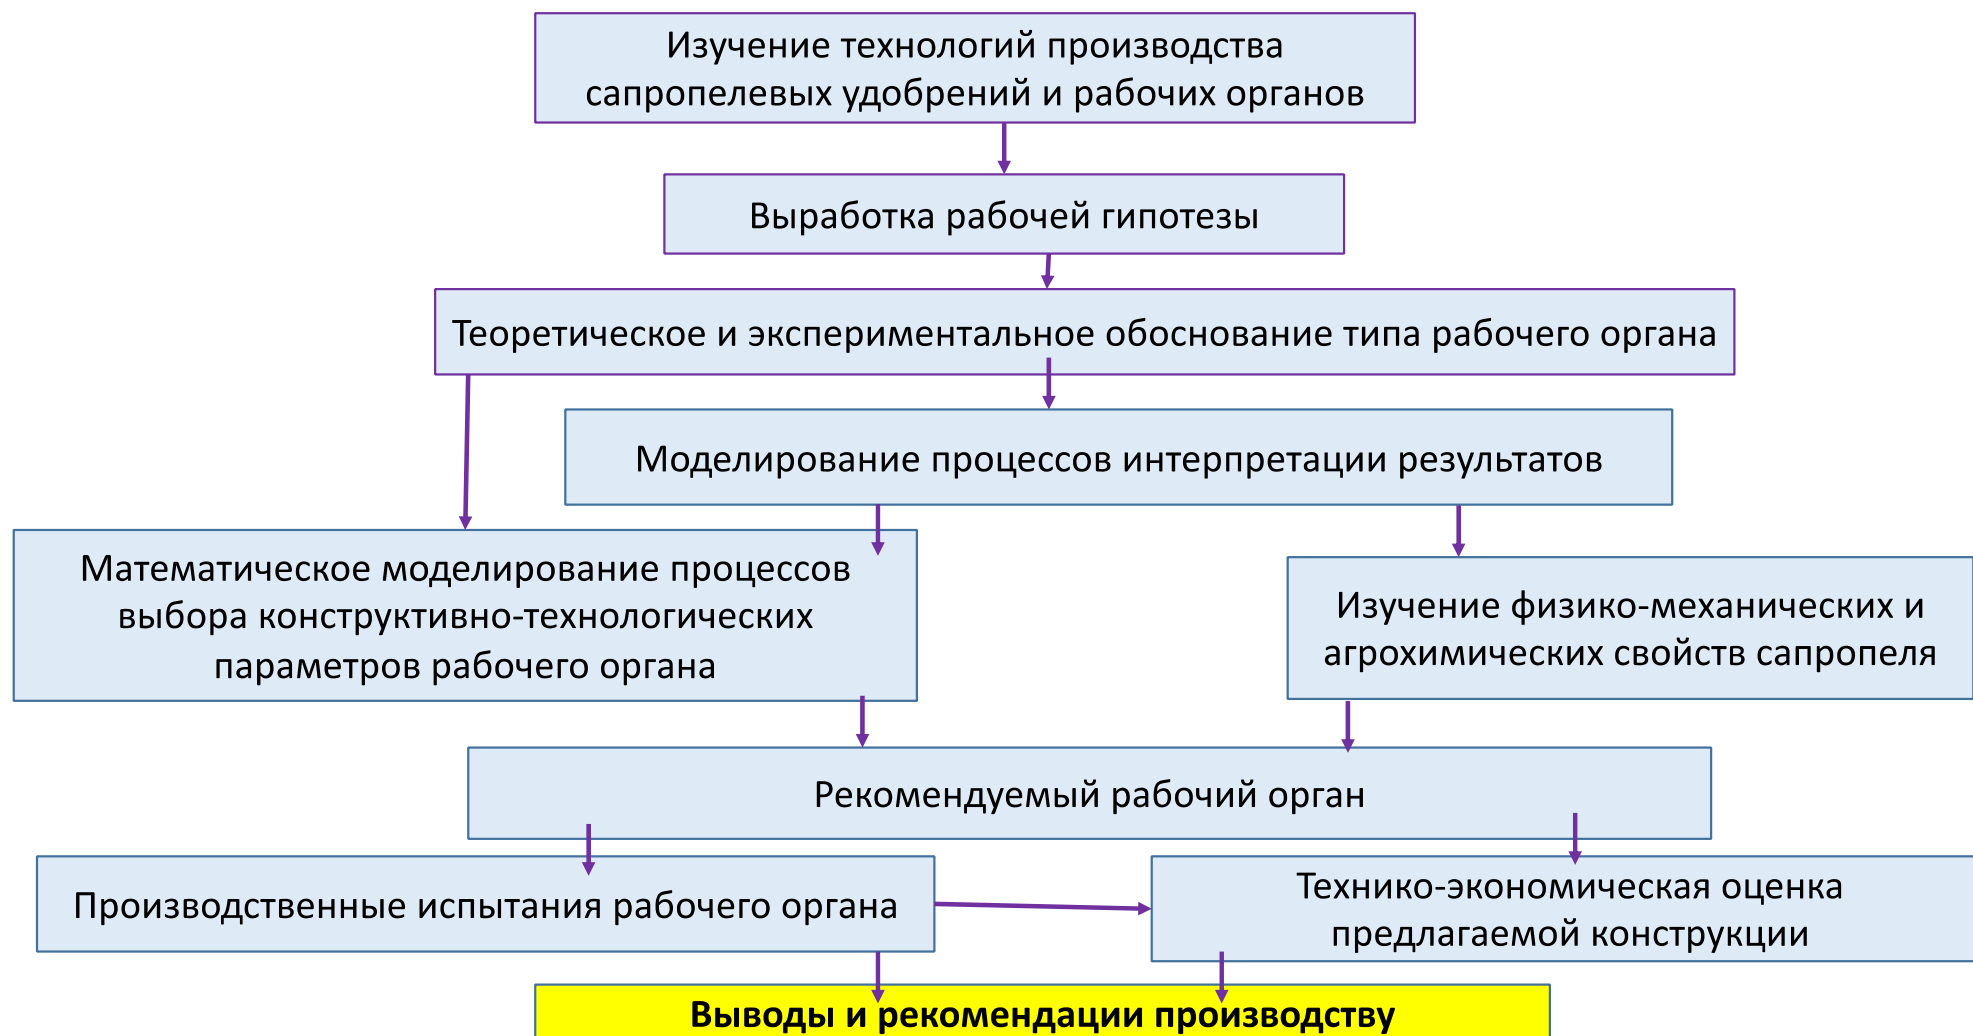 Изучение технологий производства
сапропелевых удобрений и рабочих органов
Выработка рабочей гипотезы
Теоретическое и экспериментальное обоснование типа рабочего органа
Моделирование процессов интерпретации результатов
Математическое моделирование процессов
выбора конструктивно-технологических
параметров рабочего органа
Изучение физико-механических и
агрохимических свойств сапропеля
Рекомендуемый рабочий орган
Производственные испытания рабочего органа
Технико-экономическая оценка
предлагаемой конструкции
Выводы и рекомендации производству